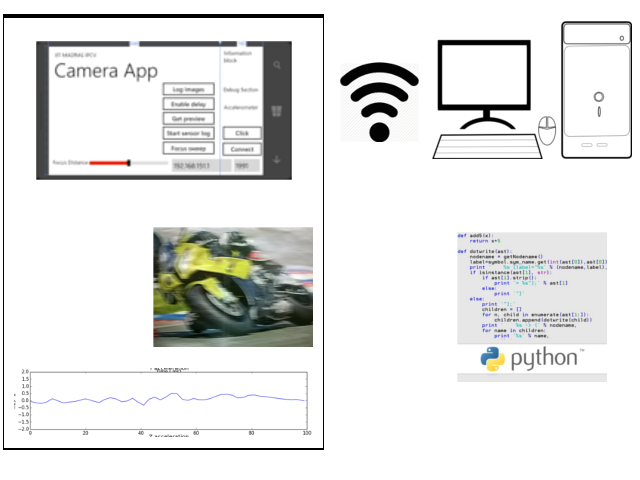 IIT MADRAS IPCV
Camera App
Information
block
Log images
Enable delay
Debug Section
Get preview
Accelerometer
Start sensor log
Click
Focus sweep
Connect
Focus Distance
192.168.151.1
1991
def add5(x):
return x+5
def dotwrite(ast):
nodename = getNodename()
label=symbol.sym_name.get(int(ast[0]),ast[0])
print ' %s [label="%s' % (nodename,label),
if isinstance(ast[1], str):
if ast[1].strip():
print '= %s"];' % ast[1]
else:
print '"]'
else:
print '"];'
children = []
for n, child in enumerate(ast[1:]):
children.append(dotwrite(child))
print ' %s -> {' % nodename,
for name in children:
print '%s' % name,
python™
2.0
1.5
1.0
0.5
0.0
−0.5
−1.0
−1.5
−2.0
0 20 40 60 80 100